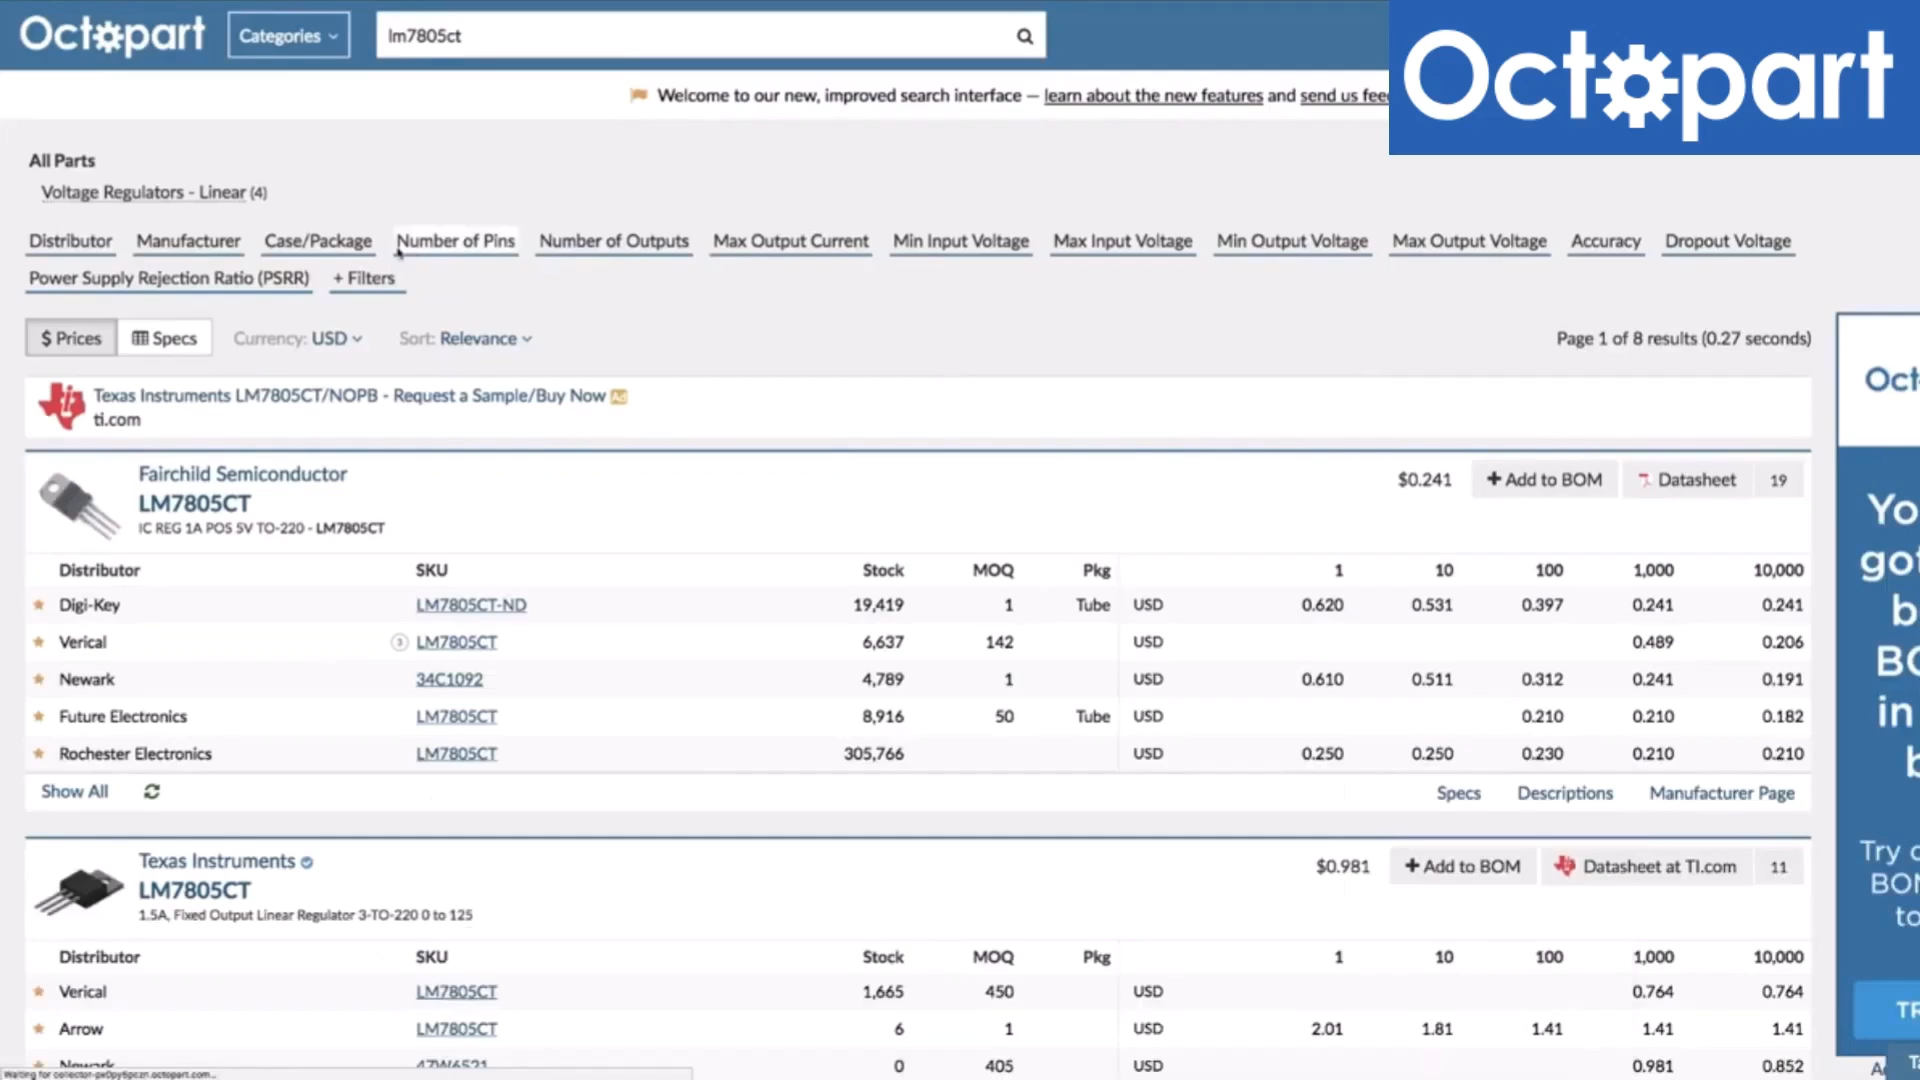 Octopart
Categories
lm7805ct
Octopart
Welcome to our new, improved search interface — learn about the new features and send us fee
All Parts
Voltage Regulators - Linear (4)
Distributor Manufacturer Case/Package Number of Pins Number of Outputs Max Output Current Min Input Voltage Max Input Voltage Min Output Voltage Max Output Voltage Accuracy Dropout Voltage
Power Supply Rejection Ratio (PSRR) + Filters
$ Prices Specs Currency: USD Sort: Relevance Page 1 of 8 results (0.27 seconds)
Texas Instruments LM7805CT/NOPB - Request a Sample/Buy Now Ad
ti.com
Fairchild Semiconductor
LM7805CT
IC REG 1A POS 5V TO-220 - LM7805CT
$0.241 + Add to BOM Datasheet 19
Distributor SKU Stock MOQ Pkg 1 10 100 1,000 10,000
Digi-Key LM7805CT-ND 19,419 1 Tube USD 0.620 0.531 0.397 0.241 0.241
Verical 3 LM7805CT 6,637 142 USD 0.489 0.206
Newark 34C1092 4,789 1 USD 0.610 0.511 0.312 0.241 0.191
Future Electronics LM7805CT 8,916 50 Tube USD 0.210 0.210 0.182
Rochester Electronics LM7805CT 305,766 USD 0.250 0.250 0.230 0.210 0.210
Show All Specs Descriptions Manufacturer Page
Texas Instruments
LM7805CT
1.5A, Fixed Output Linear Regulator 3-TO-220 0 to 125
$0.981 + Add to BOM Datasheet at TI.com 11
Distributor SKU Stock MOQ Pkg 1 10 100 1,000 10,000
Verical LM7805CT 1,665 450 USD 0.764 0.764
Arrow LM7805CT 6 1 USD 2.01 1.81 1.41 1.41 1.41
Newark 47W6521 0 405 USD 0.981 0.852
Oct
Yo
got
b
BO
in
b
Try
BOM
to
TR